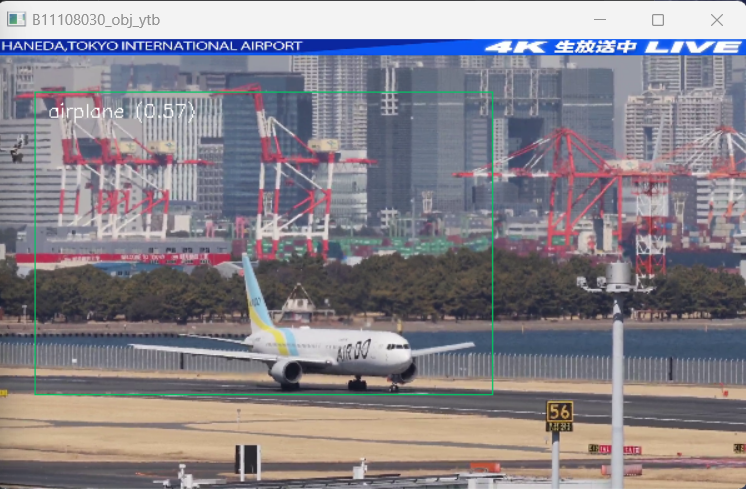 B11108030_obj_ytb
HANEDA,TOKYO INTERNATIONAL AIRPORT
4K 生放送中 LIVE
airplane (0.57)
AIR DO
56